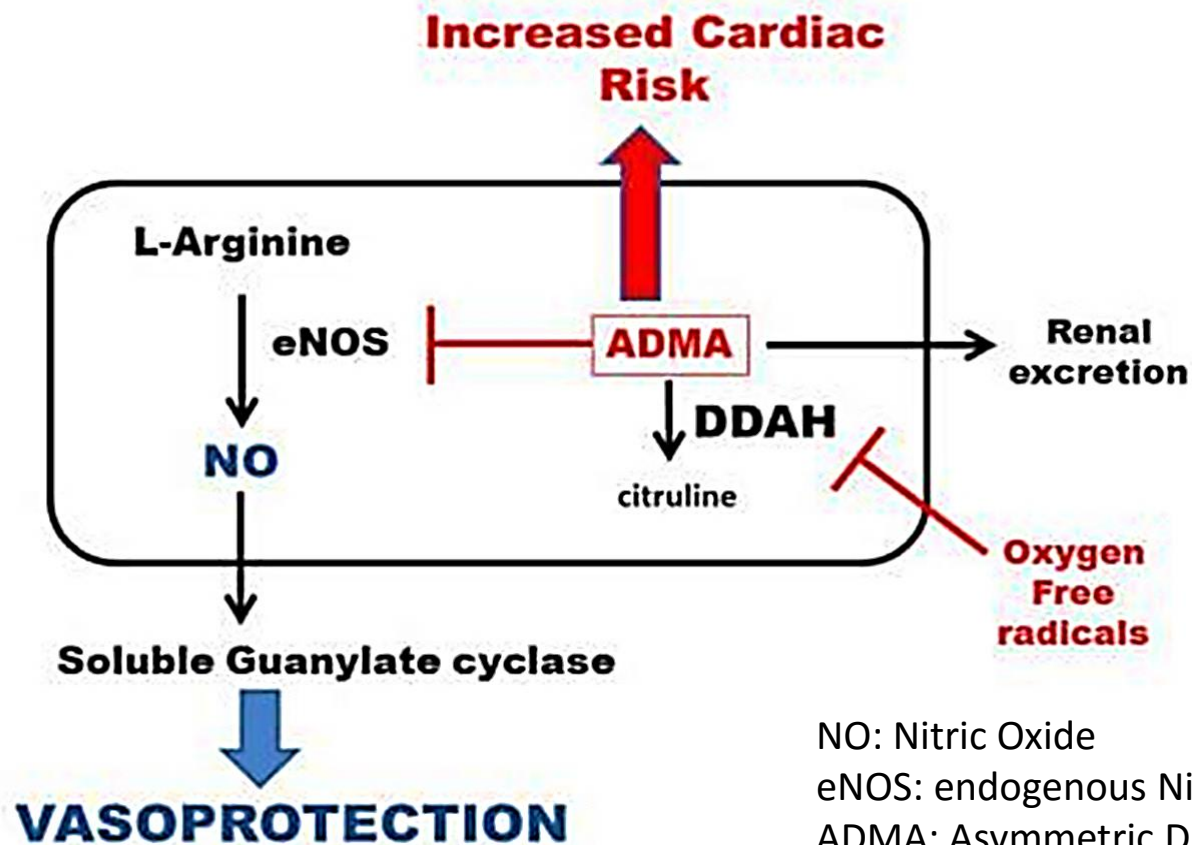 Increased Cardiac
Risk
L-Arginine
eNOS
ADMA
Renal
excretion
NO
DDAH
citruline
Oxygen
Free
radicals
Soluble Guanylate cyclase
VASOPROTECTION
NO: Nitric Oxide
eNOS: endogenous Ni
ADMA: Asymmetric D